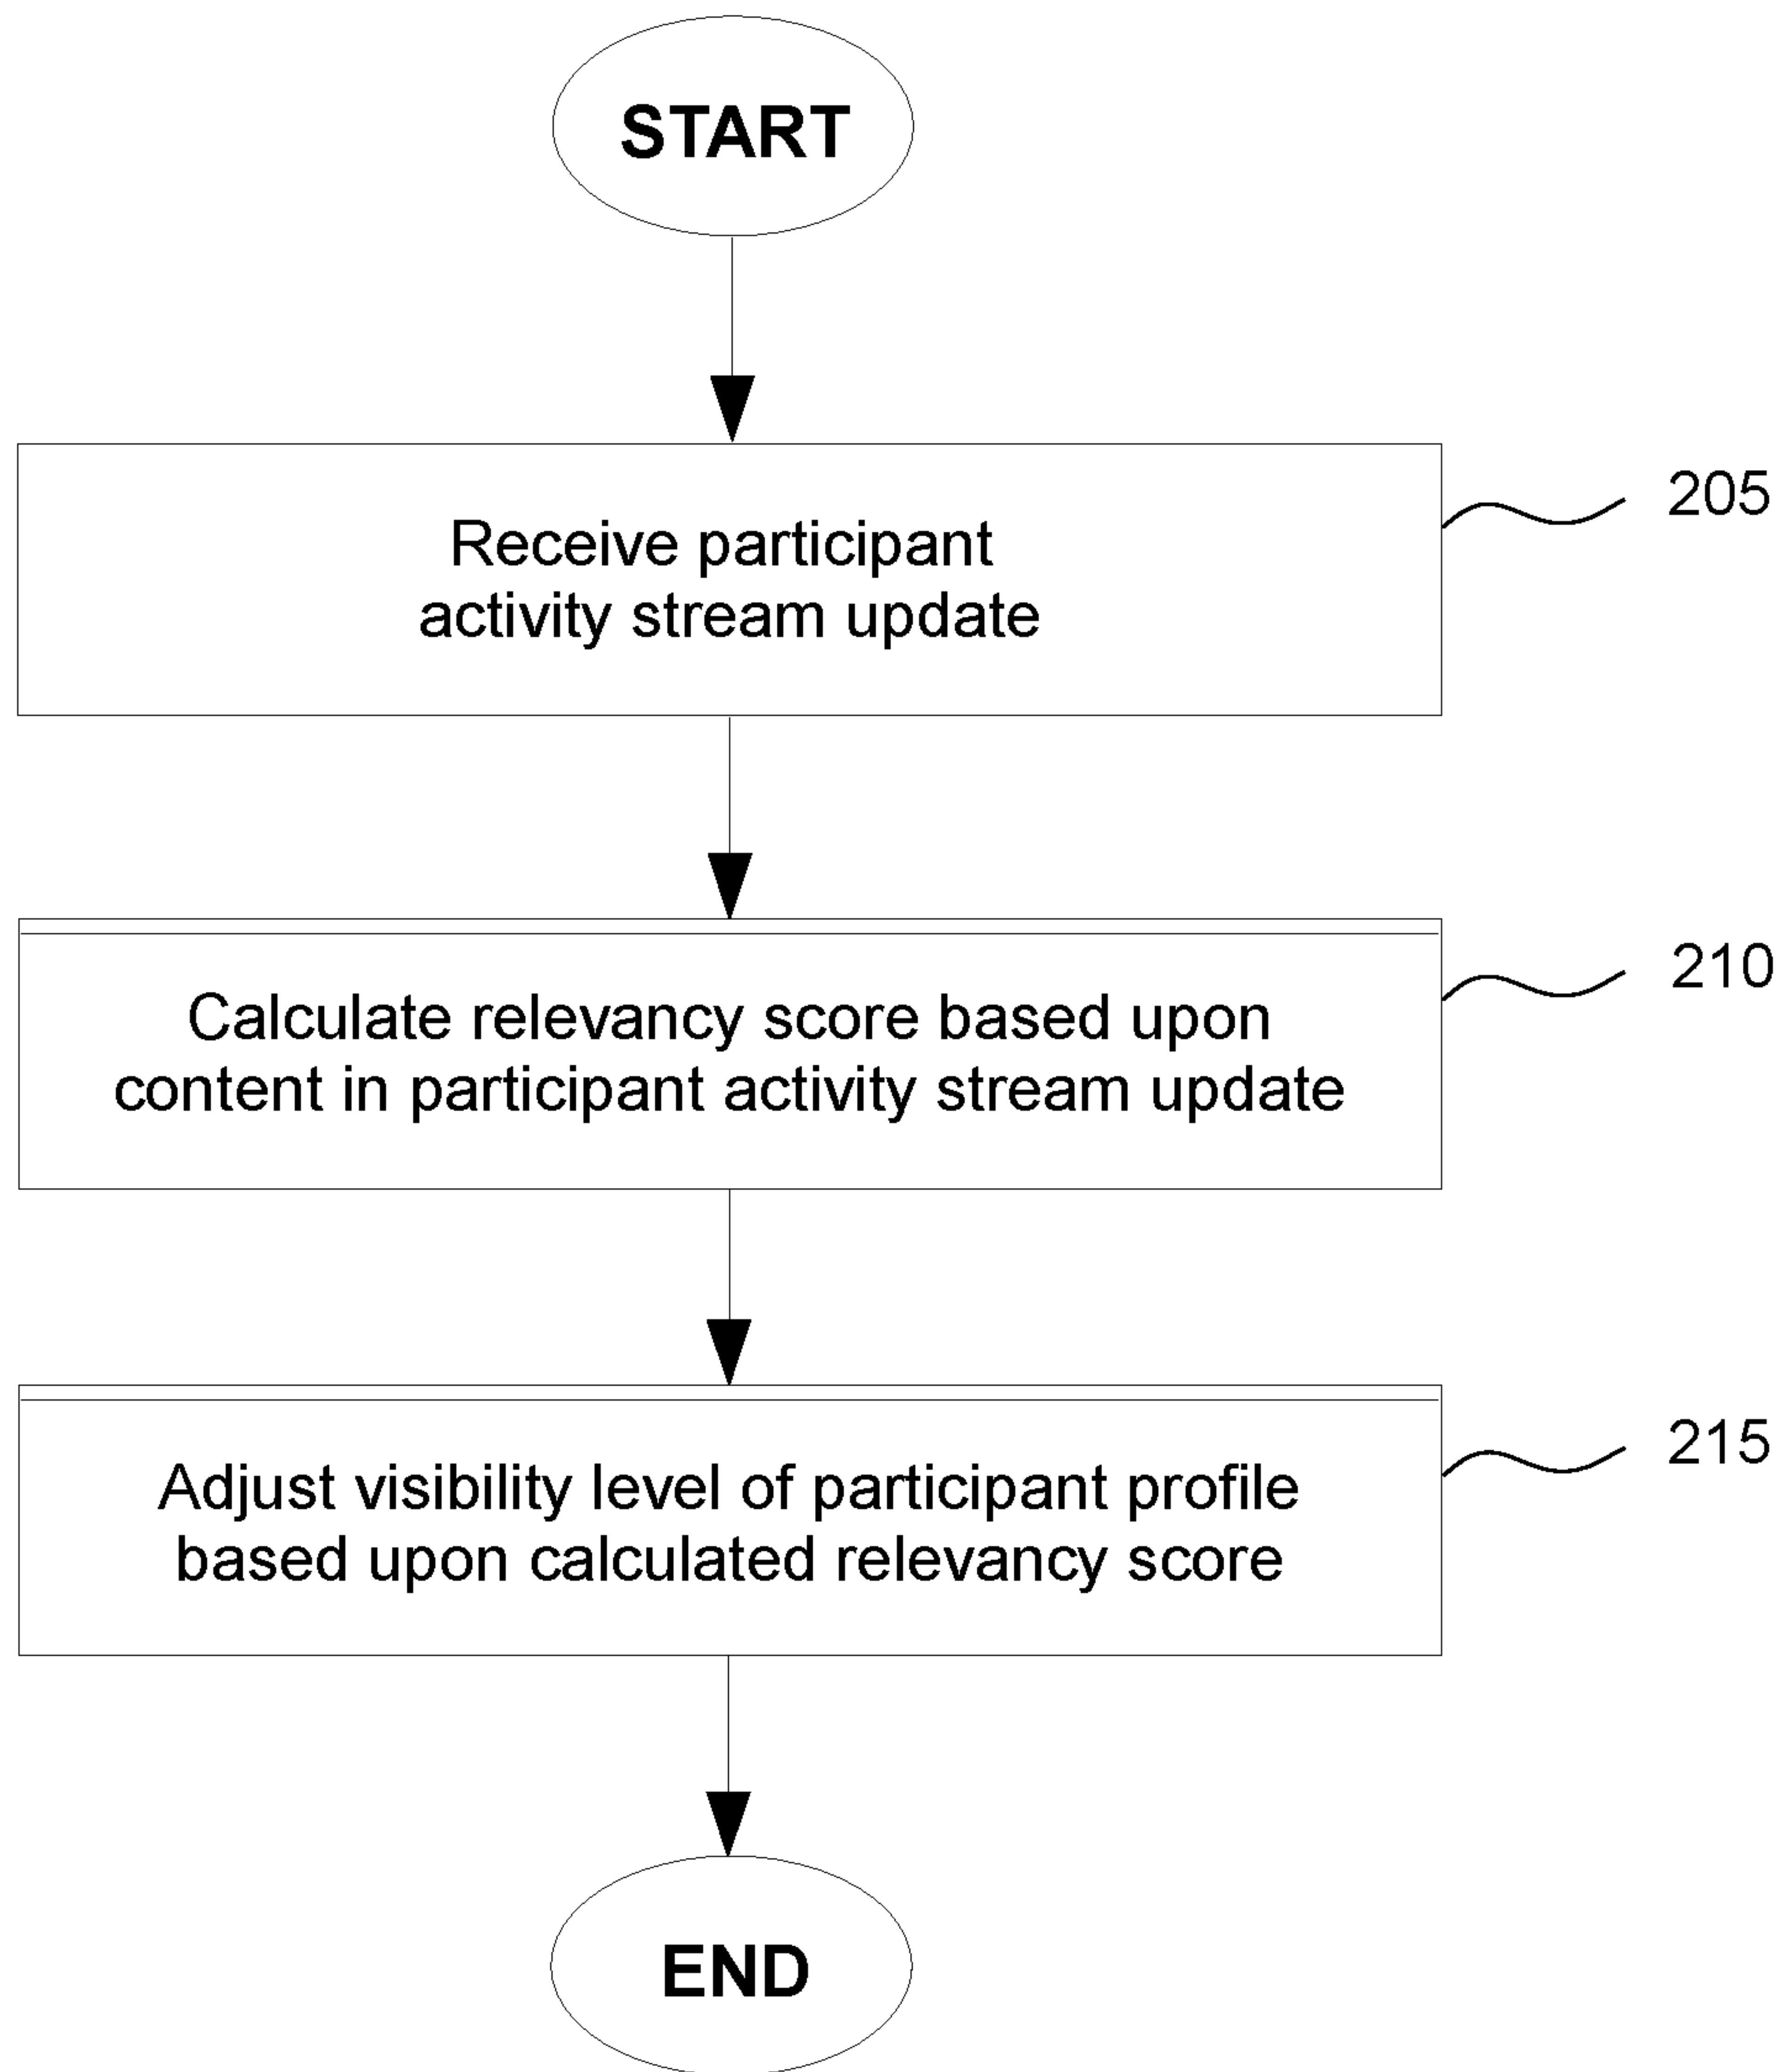 START
Receive participant
activity stream update
205
Calculate relevancy score based upon
content in participant activity stream update
210
Adjust visibility level of participant profile
based upon calculated relevancy score
215
END